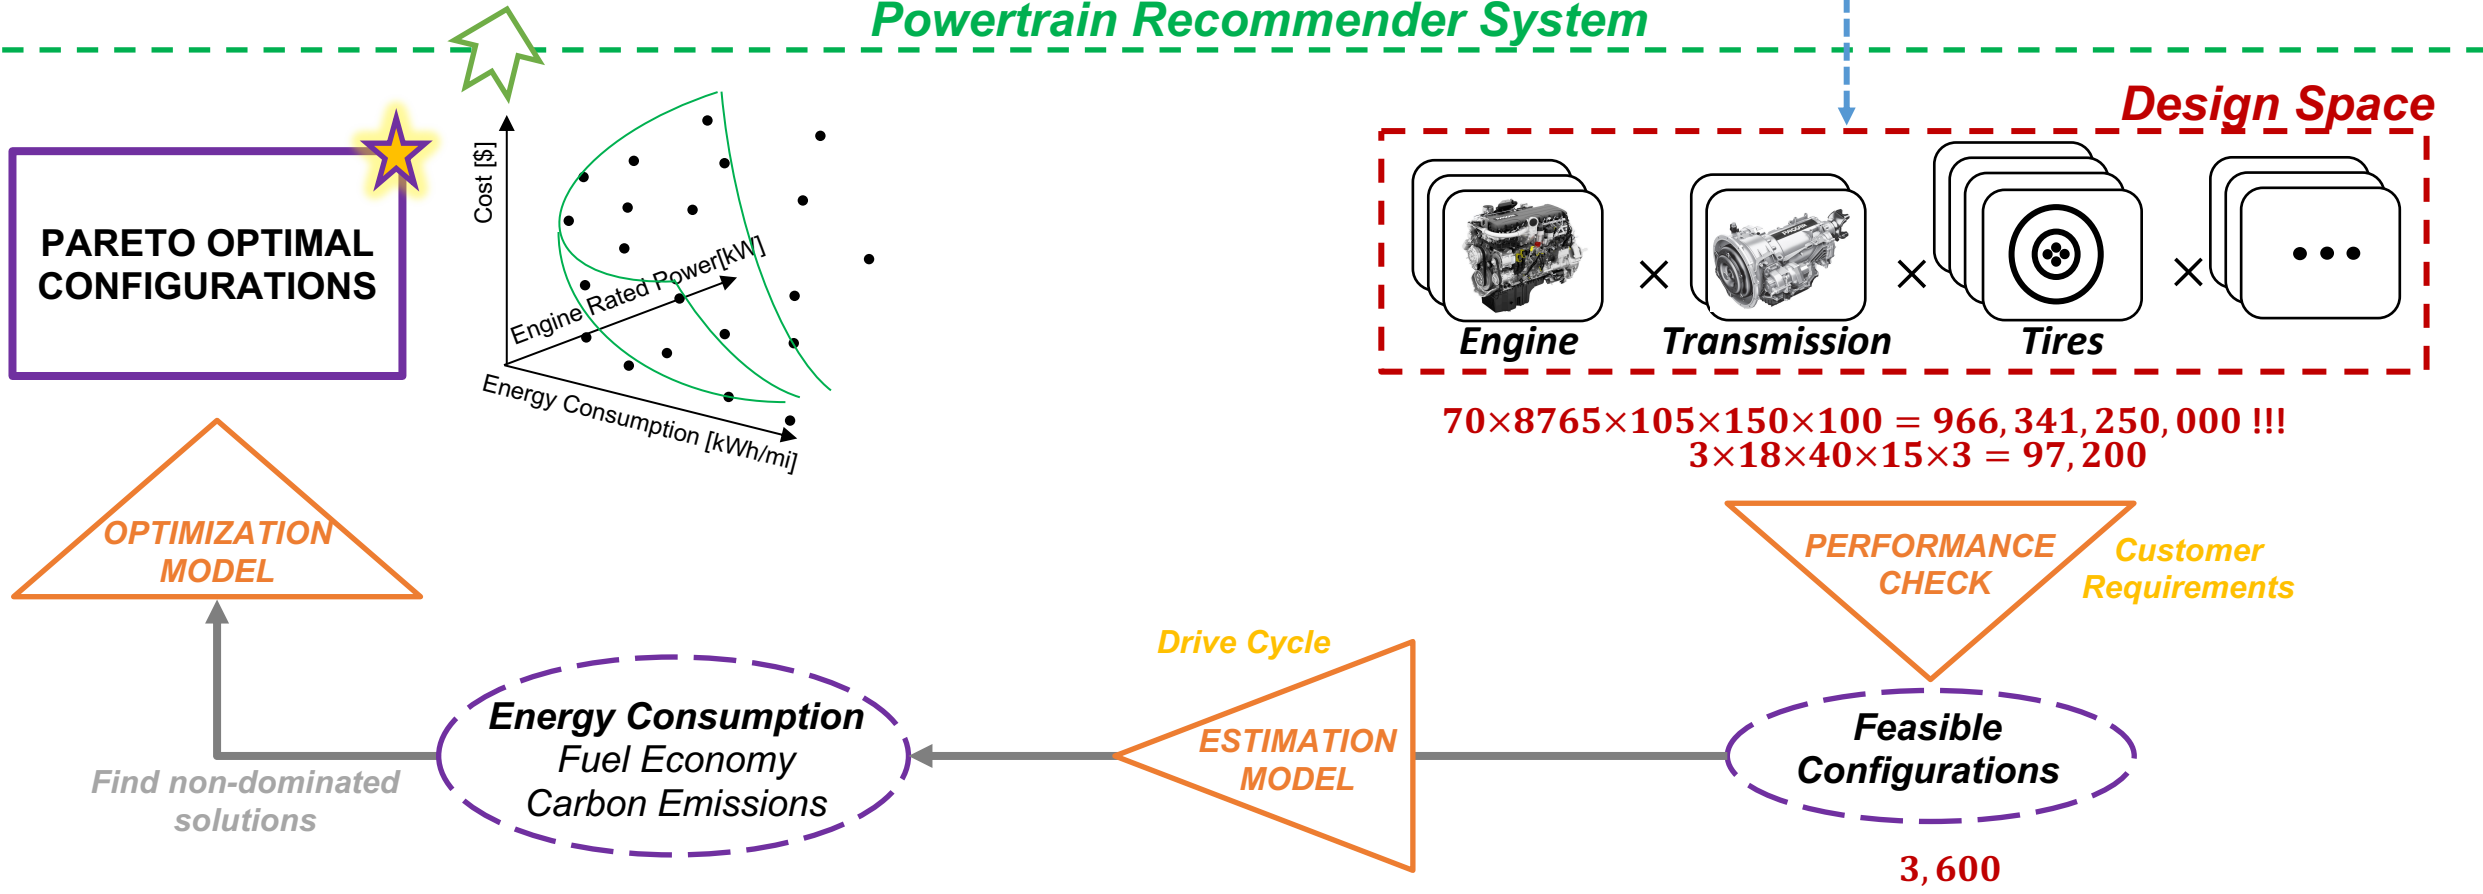 Powertrain Recommender System
Design Space
PARETO OPTIMAL
CONFIGURATIONS
Cost [$]
Engine Rated Power[kW]
Energy Consumption [kWh/mi]
Engine
×
Transmission
×
Tires
×
•••
70×8765×105×150×100 = 966,341,250,000 !!!
3×18×40×15×3 = 97,200
OPTIMIZATION
MODEL
PERFORMANCE
CHECK
Customer
Requirements
Drive Cycle
ESTIMATION
MODEL
Energy Consumption
Fuel Economy
Carbon Emissions
Feasible
Configurations
Find non-dominated
solutions
3,600